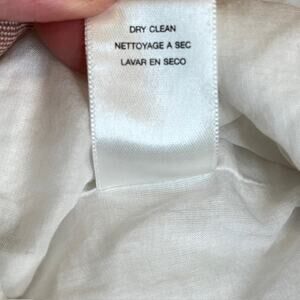 DRY CLEAN
NETTOYAGE A SEC
LAVAR EN SECO